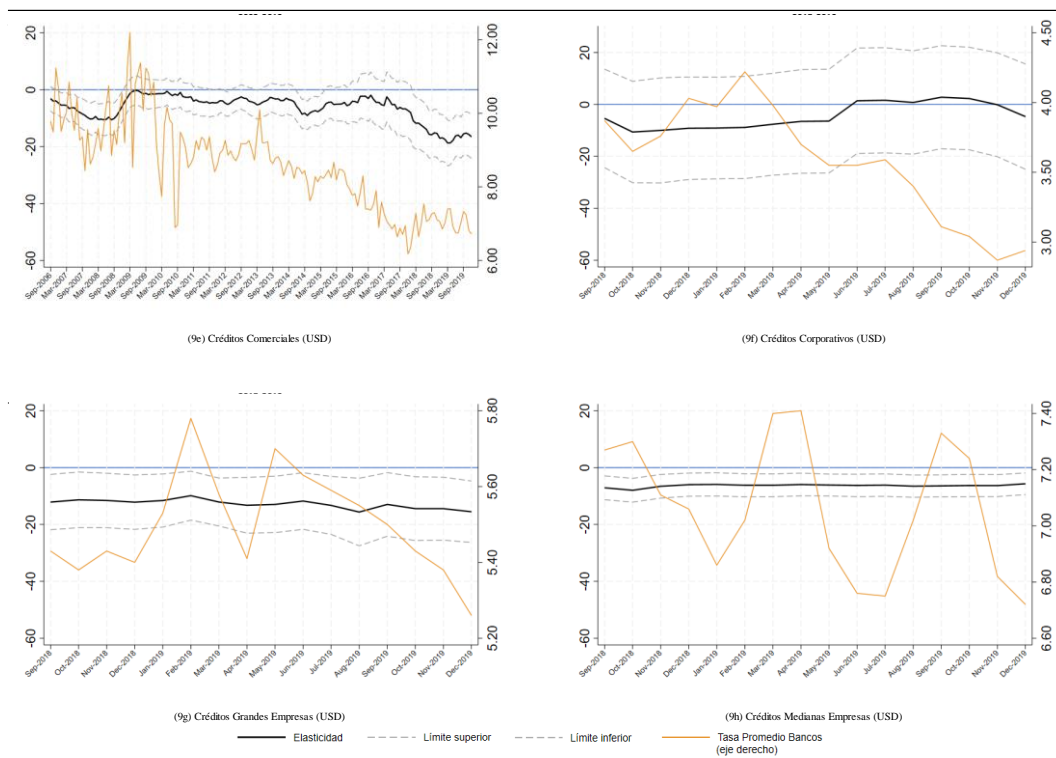 20
0
-20
-40
-60
12.00
10.00
8.00
6.00
Sep-2006
Mar-2007
Sep-2007
Mar-2008
Sep-2008
Mar-2009
Sep-2009
Mar-2010
Sep-2010
Mar-2011
Sep-2011
Mar-2012
Sep-2012
Mar-2013
Sep-2013
Mar-2014
Sep-2014
Mar-2015
Sep-2015
Mar-2016
Sep-2016
Mar-2017
Sep-2017
Mar-2018
Sep-2018
Mar-2019
Sep-2019
(9e) Créditos Comerciales (USD)
20
0
-20
-40
-60
4.50
4.00
3.50
3.00
Sep-2018
Oct-2018
Nov-2018
Dec-2018
Jan-2019
Feb-2019
Mar-2019
Apr-2019
May-2019
Jun-2019
Jul-2019
Aug-2019
Sep-2019
Oct-2019
Nov-2019
Dec-2019
(9f) Créditos Corporativos (USD)
20
0
-20
-40
-60
5.80
5.60
5.40
5.20
Sep-2018
Oct-2018
Nov-2018
Dec-2018
Jan-2019
Feb-2019
Mar-2019
Apr-2019
May-2019
Jun-2019
Jul-2019
Aug-2019
Sep-2019
Oct-2019
Nov-2019
Dec-2019
(9g) Créditos Grandes Empresas (USD)
20
0
-20
-40
-60
7.40
7.20
7.00
6.80
6.60
Sep-2018
Oct-2018
Nov-2018
Dec-2018
Jan-2019
Feb-2019
Mar-2019
Apr-2019
May-2019
Jun-2019
Jul-2019
Aug-2019
Sep-2019
Oct-2019
Nov-2019
Dec-2019
(9h) Créditos Medianas Empresas (USD)
Elasticidad
Límite superior
Límite inferior
Tasa Promedio Bancos
(eje derecho)